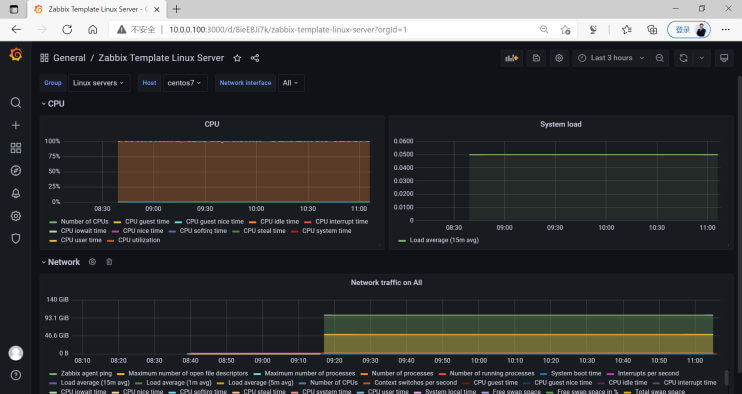 Zabbix Template Linux Server - G
不安全 10.0.0.100:3000/d/8ieEBJi7k/zabbix-template-linux-server?orgId=1
登录
General / Zabbix Template Linux Server
Last 3 hours
Group Linux servers Host centos7 Network interface All
CPU
CPU
100%
75%
50%
25%
0%
08:30 09:00 09:30 10:00 10:30 11:00
Number of CPUs CPU guest time CPU guest nice time CPU idle time CPU interrupt time
CPU iowait time CPU nice time CPU softirq time CPU steal time CPU system time
CPU user time CPU utilization
System load
0.0600
0.0500
0.0400
0.0300
0.0200
0.0100
0
08:30 09:00 09:30 10:00 10:30 11:00
Load average (15m avg)
Network
Network traffic on All
140 GiB
93.1 GiB
46.6 GiB
0 B
08:10 08:20 08:30 08:40 08:50 09:00 09:10 09:20 09:30 09:40 09:50 10:00 10:10 10:20 10:30 10:40 10:50 11:00
Zabbix agent ping Maximum number of open file descriptors Maximum number of processes Number of processes Number of running processes System boot time Interrupts per second
Load average (15m avg) Load average (1m avg) Load average (5m avg) Number of CPUs Context switches per second CPU guest time CPU guest nice time CPU idle time CPU interrupt time
CPU iowait time CPU nice time CPU softirq time CPU steal time CPU system time CPU user time System local time Free swap space Free swap space in % Total swap space